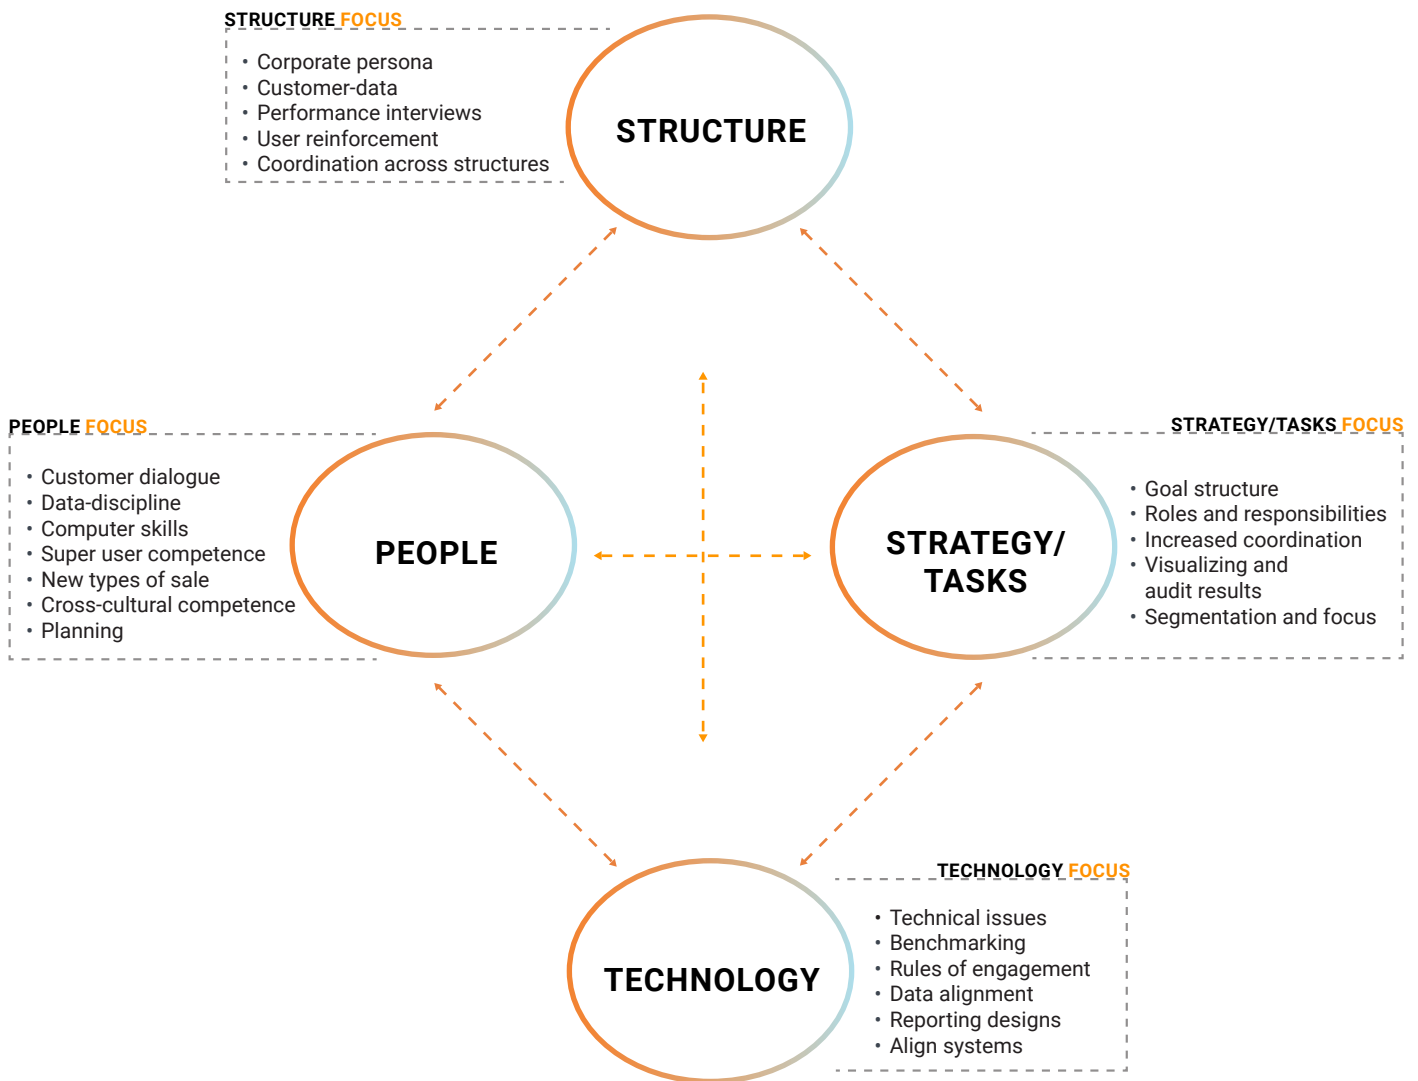 STRUCTURE FOCUS
• Corporate persona
• Customer-data
• Performance interviews
• User reinforcement
• Coordination across structures
STRUCTURE
PEOPLE FOCUS
• Customer dialogue
• Data-discipline
• Computer skills
• Super user competence
• New types of sale
• Cross-cultural competence
• Planning
PEOPLE
STRATEGY/
TASKS
STRATEGY/TASKS FOCUS
• Goal structure
• Roles and responsibilities
• Increased coordination
• Visualizing and
audit results
• Segmentation and focus
TECHNOLOGY
TECHNOLOGY FOCUS
• Technical issues
• Benchmarking
• Rules of engagement
• Data alignment
• Reporting designs
• Align systems